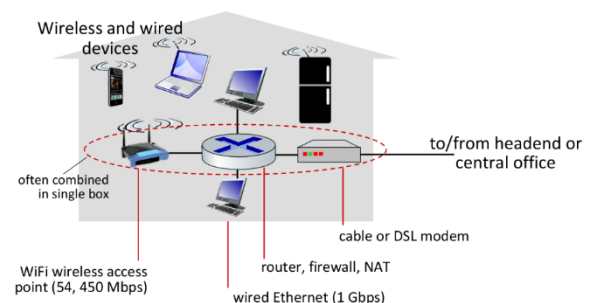 Wireless and wired
devices
to/from headend or
central office
often combined
in single box
cable or DSL modem
router, firewall, NAT
WiFi wireless access
point (54, 450 Mbps)
wired Ethernet (1 Gbps)